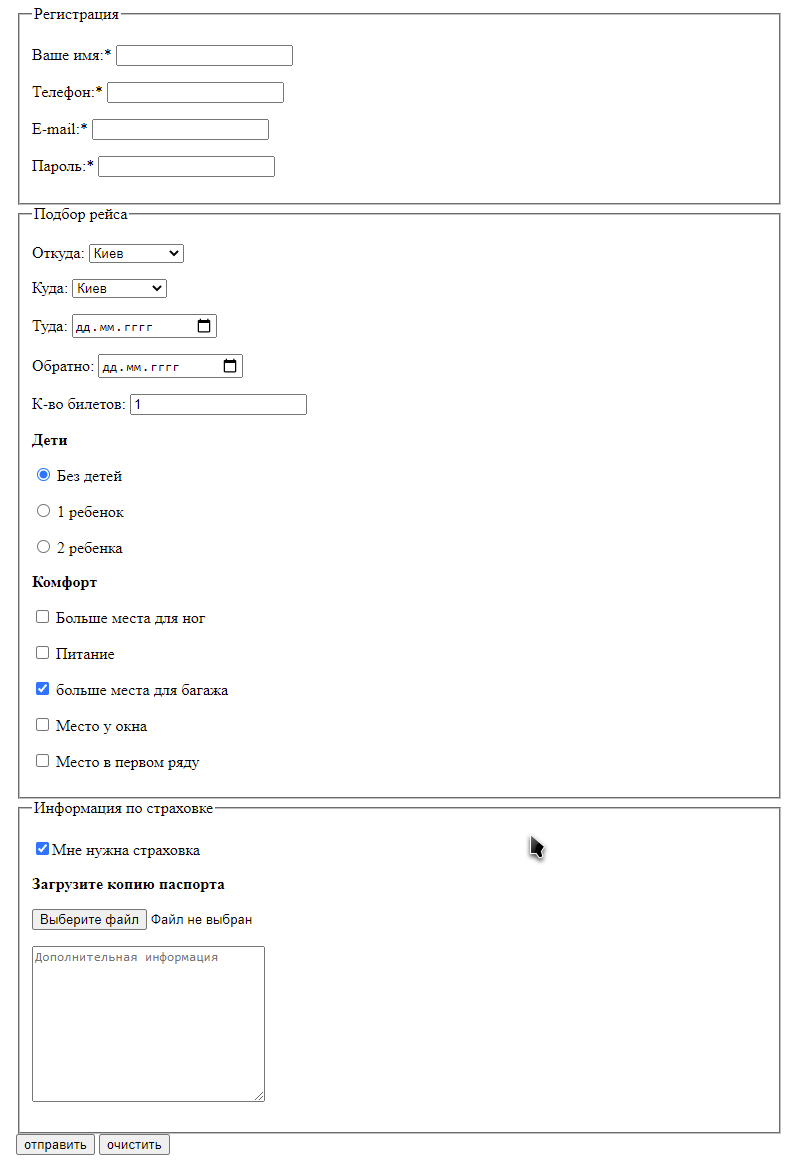 Регистрация
Ваше имя:*
Телефон:*
E-mail:*
Пароль:*
Подбор рейса
Откуда: Киев
Куда: Киев
Туда: дд.мм.гггг
Обратно: дд.мм.гггг
К-во билетов: 1
Дети
Без детей
1 ребенок
2 ребенка
Комфорт
Больше места для ног
Питание
больше места для багажа
Место у окна
Место в первом ряду
Информация по страховке
Мне нужна страховка
Загрузите копию паспорта
Выберите файл Файл не выбран
Дополнительная информация
отправить очистить